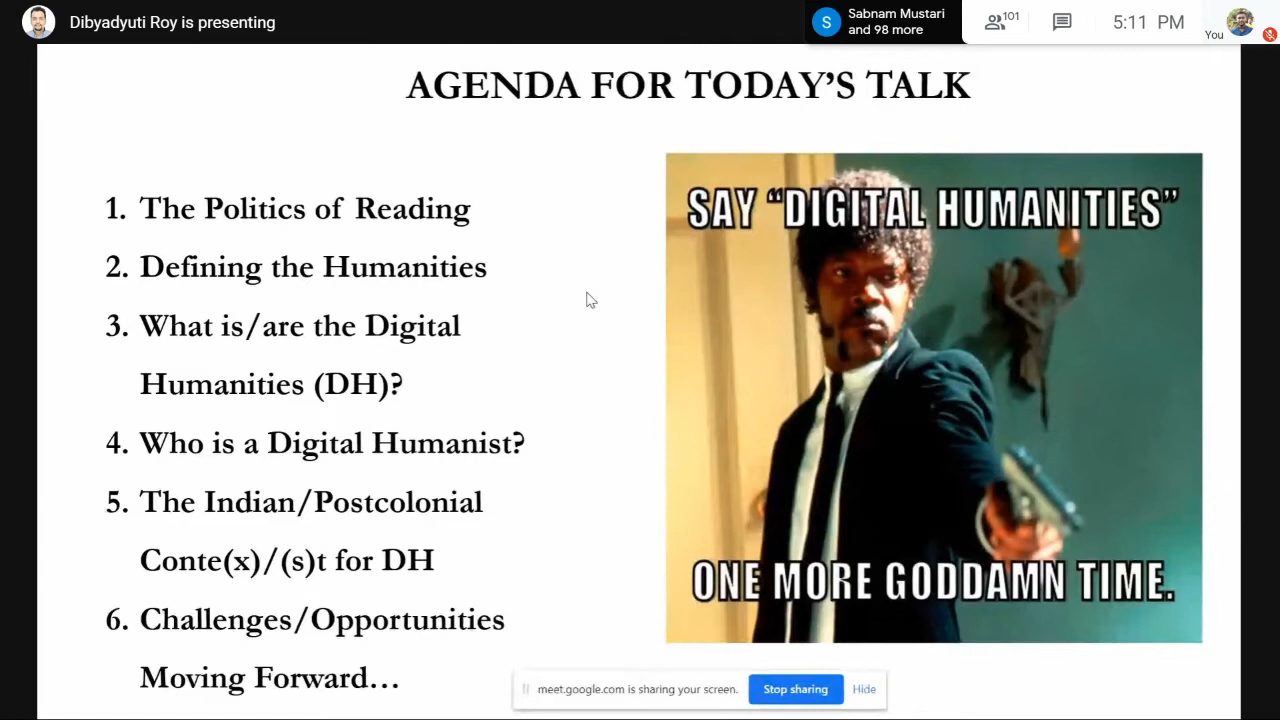 Dibyadyuti Roy is presenting
S
Sabnam Mustari
and 98 more
101
5:11 PM
You
AGENDA FOR TODAY’S TALK
1. The Politics of Reading
2. Defining the Humanities
3. What is/are the Digital
Humanities (DH)?
4. Who is a Digital Humanist?
5. The Indian/Postcolonial
Conte(x)/(s)t for DH
6. Challenges/Opportunities
Moving Forward…
SAY “DIGITAL HUMANITIES”
ONE MORE GODDAMN TIME.
meet.google.com is sharing your screen.
Stop sharing
Hide